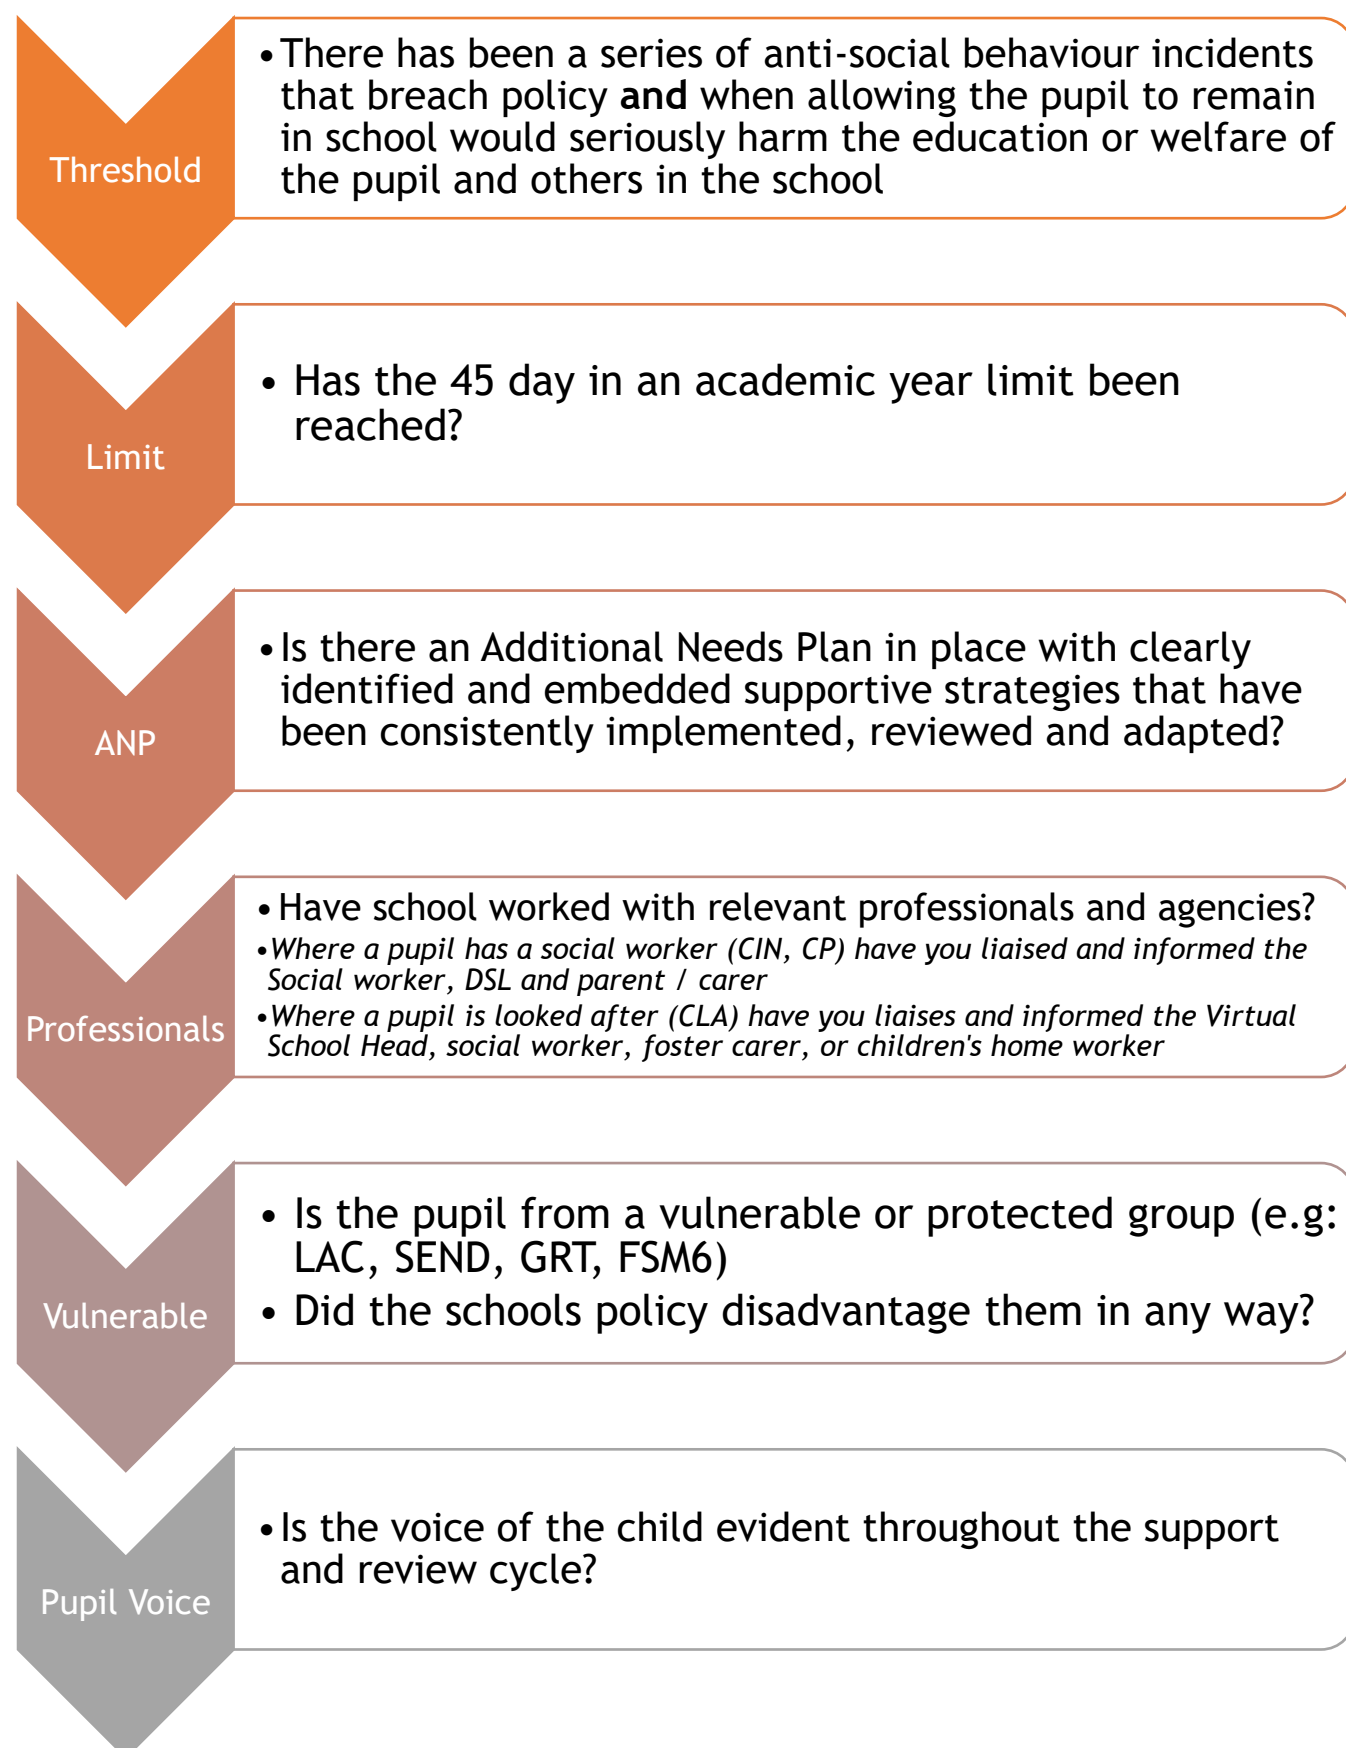 Threshold
•There has been a series of anti-social behaviour incidents
that breach policy and when allowing the pupil to remain
in school would seriously harm the education or welfare of
the pupil and others in the school
Limit
• Has the 45 day in an academic year limit been
reached?
ANP
•Is there an Additional Needs Plan in place with clearly
identified and embedded supportive strategies that have
been consistently implemented, reviewed and adapted?
Professionals
•Have school worked with relevant professionals and agencies?
•Where a pupil has a social worker (CIN, CP) have you liaised and informed the
Social worker, DSL and parent / carer
•Where a pupil is looked after (CLA) have you liaises and informed the Virtual
School Head, social worker, foster carer, or children's home worker
Vulnerable
• Is the pupil from a vulnerable or protected group (e.g:
LAC, SEND, GRT, FSM6)
• Did the schools policy disadvantage them in any way?
Pupil Voice
•Is the voice of the child evident throughout the support
and review cycle?